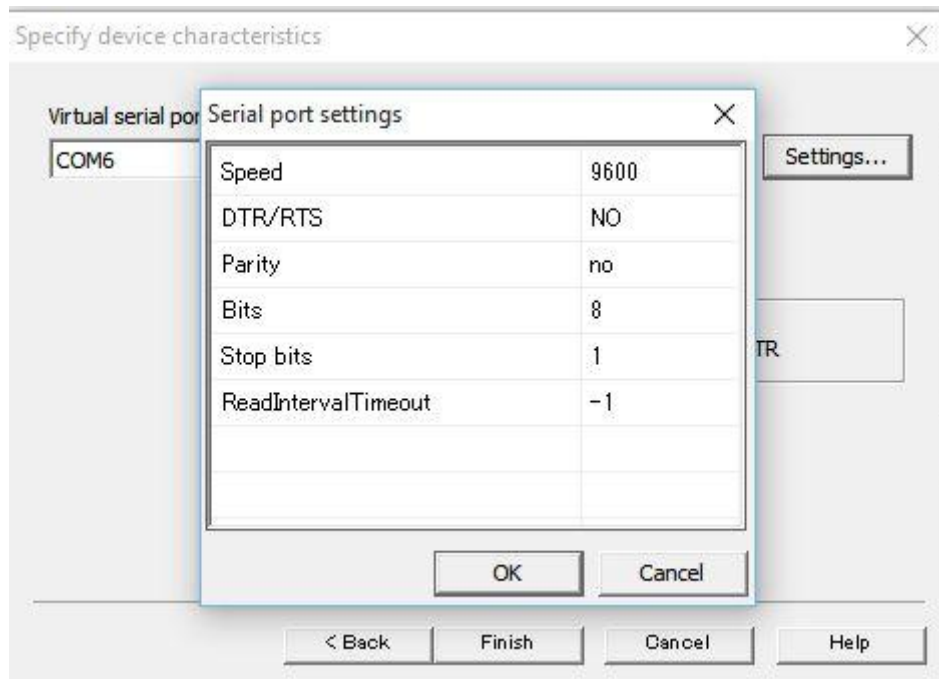 Specify device characteristics
Virtual serial por
COM6
Settings...
Serial port settings
Speed 9600
DTR/RTS NO
Parity no
Bits 8
Stop bits 1
ReadIntervalTimeout -1
TR
OK Cancel
< Back Finish Cancel Help